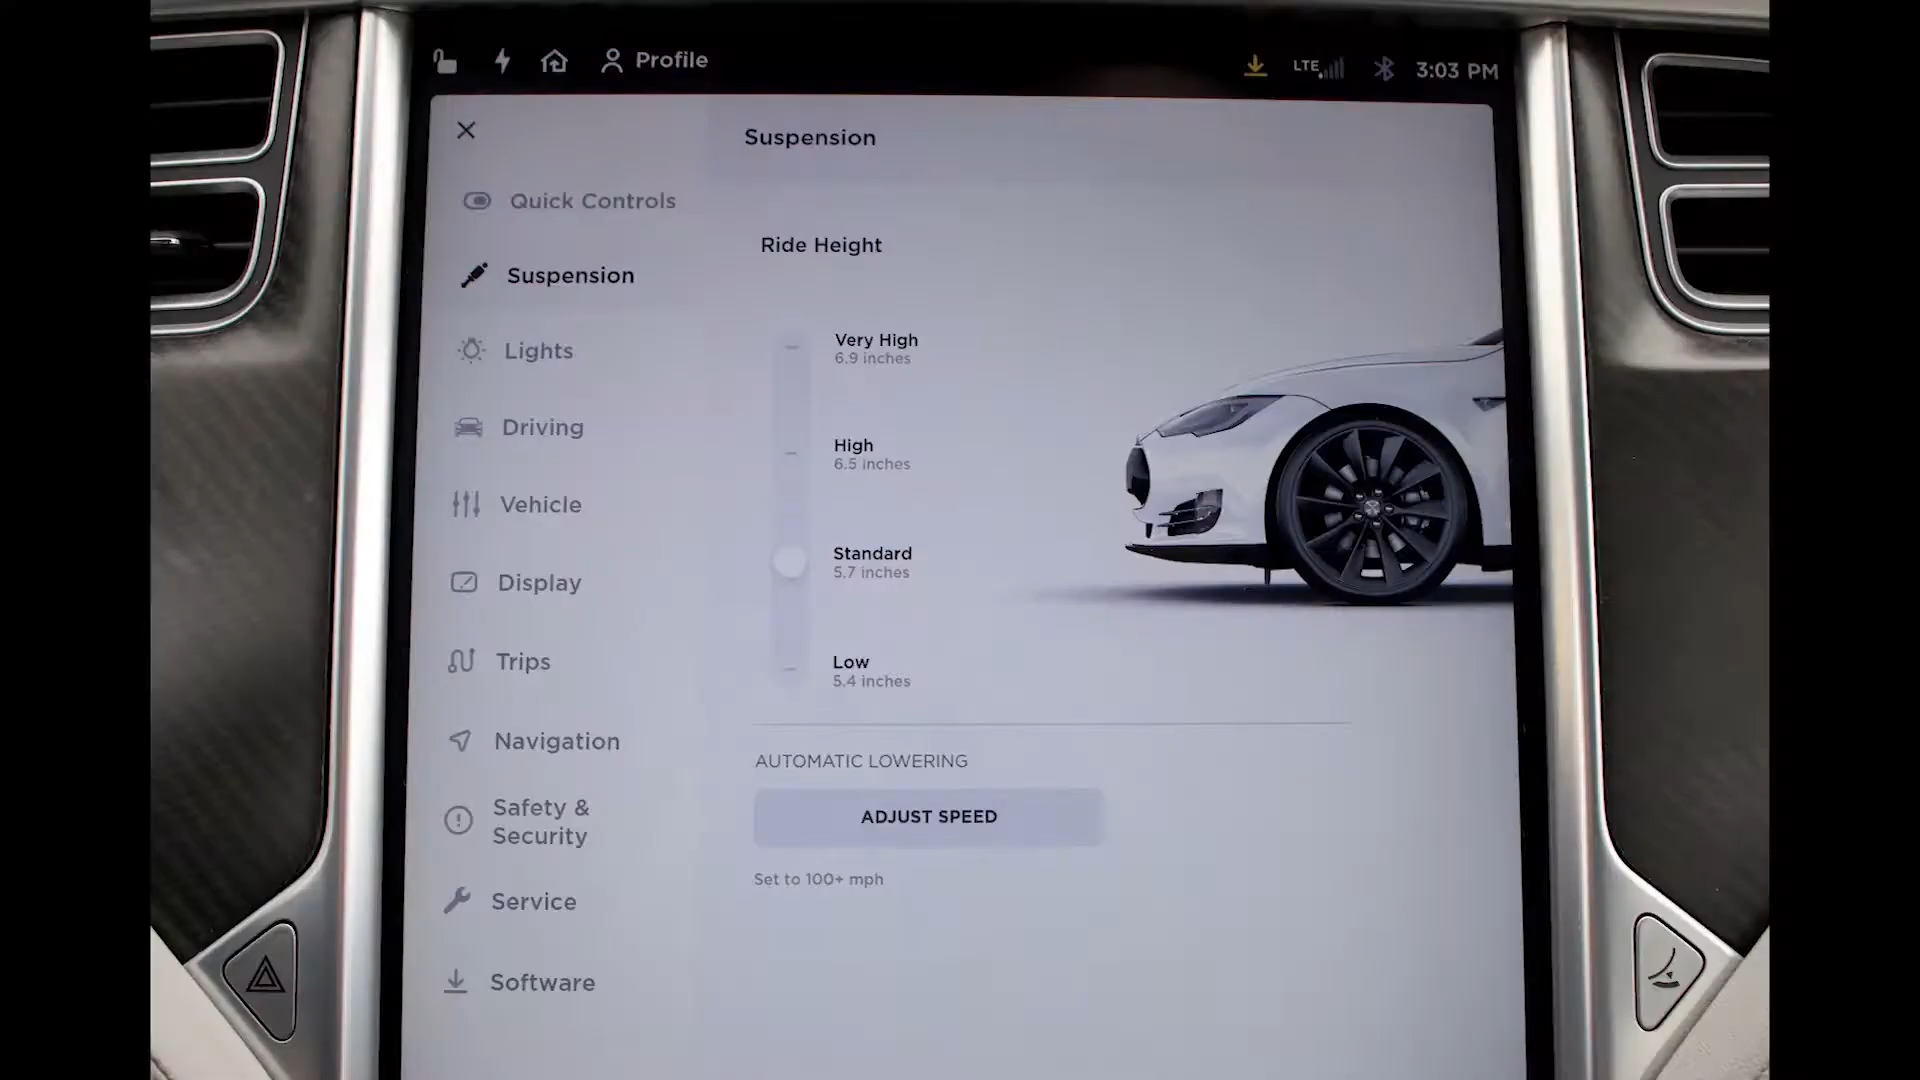 Profile
LTE
3:03 PM
Suspension
Quick Controls
Suspension
Lights
Driving
Vehicle
Display
Trips
Navigation
Safety &
Security
Service
Software
Ride Height
Very High
6.9 inches
High
6.5 inches
Standard
5.7 inches
Low
5.4 inches
AUTOMATIC LOWERING
ADJUST SPEED
Set to 100+ mph